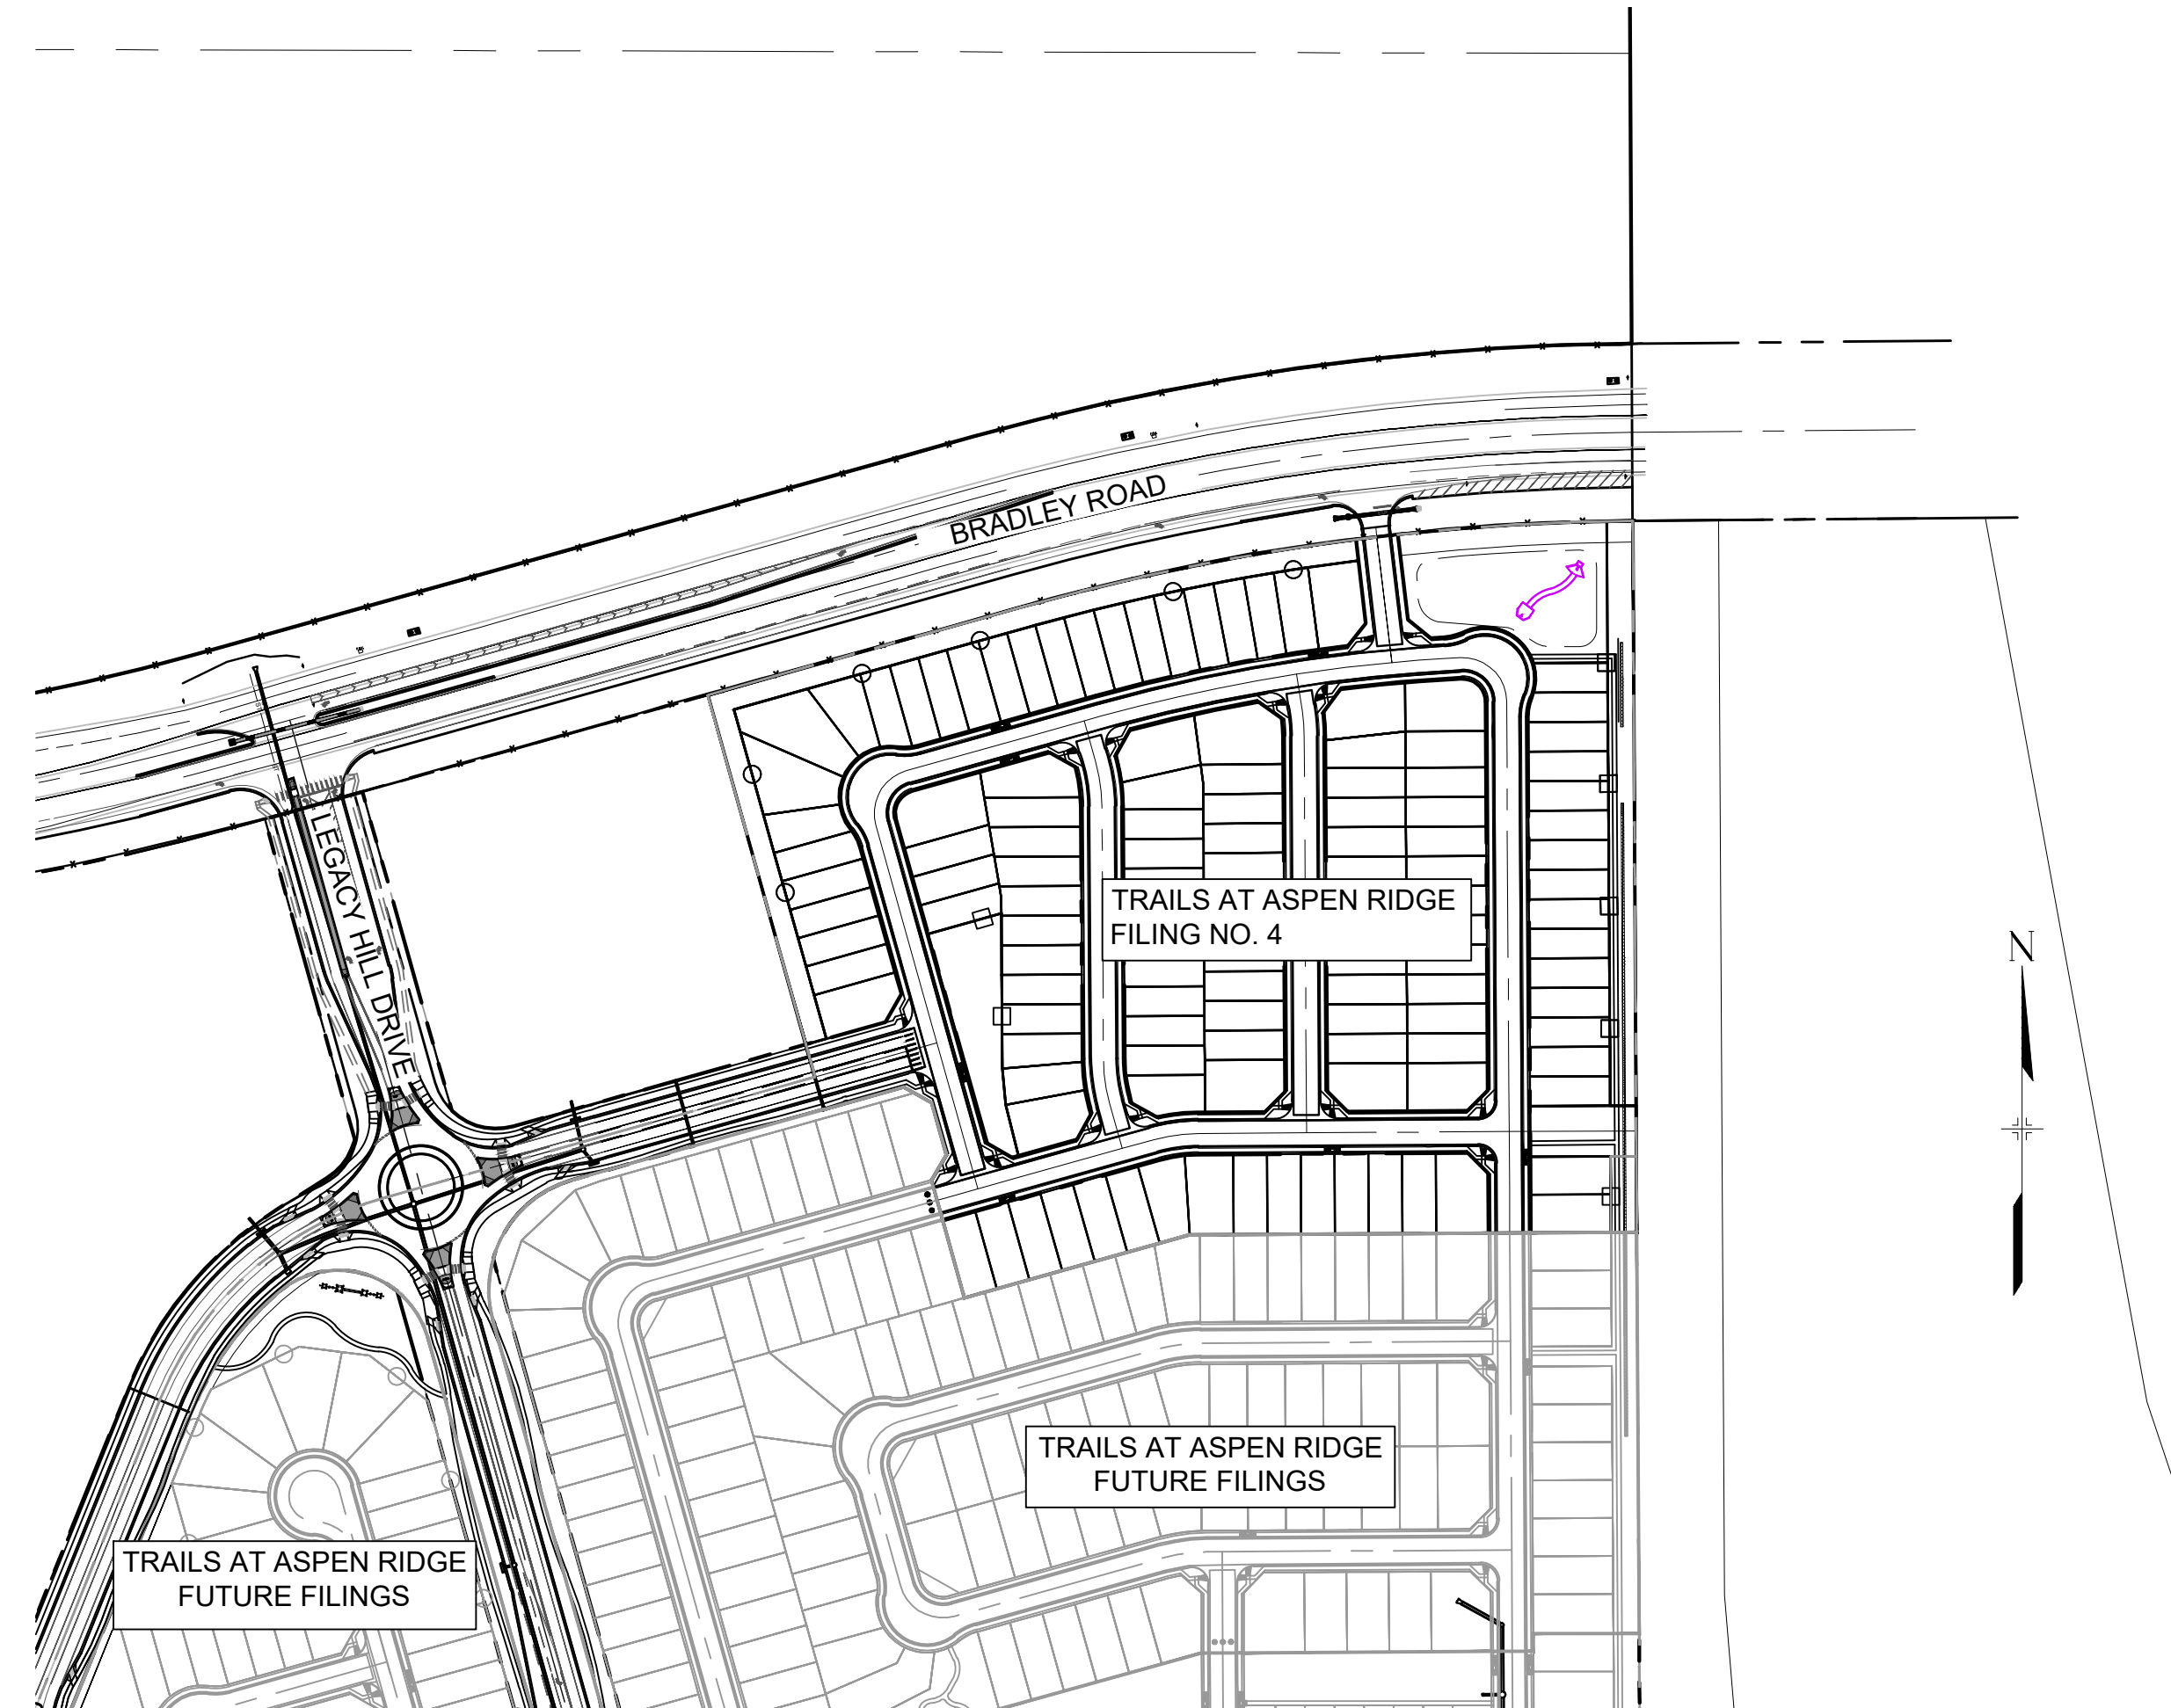 BRADLEY ROAD
LEGACY HILL DRIVE
TRAILS AT ASPEN RIDGE
FILING NO. 4
N
TRAILS AT ASPEN RIDGE
FUTURE FILINGS
TRAILS AT ASPEN RIDGE
FUTURE FILINGS